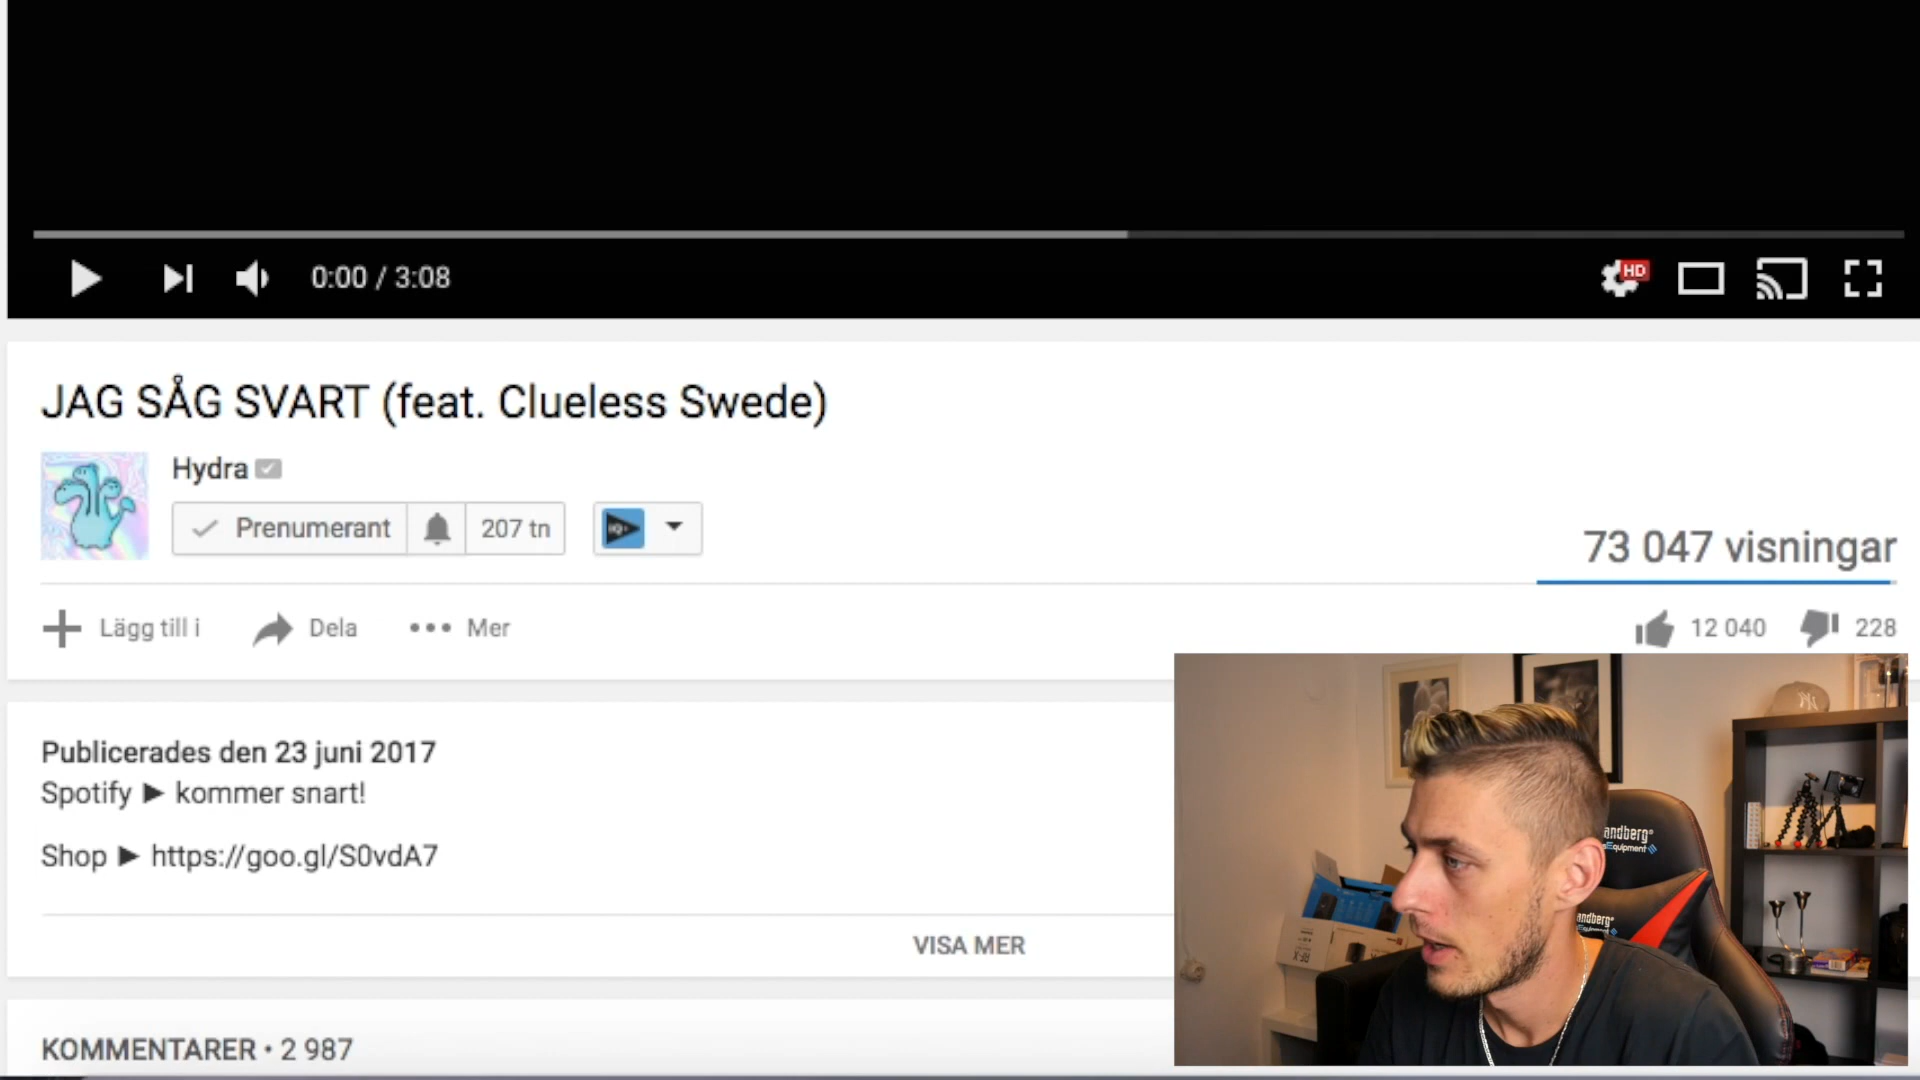 HD
0:00 / 3:08
JAG SÅG SVART (feat. Clueless Swede)
Hydra
Prenumerant
207 tn
73 047 visningar
Lägg till i
Dela
Mer
12 040
228
Publicerades den 23 juni 2017
Spotify ► kommer snart!
Shop ► https://goo.gl/S0vdA7
VISA MER
KOMMENTARER • 2 987
andberg®
Equipment
andberg®